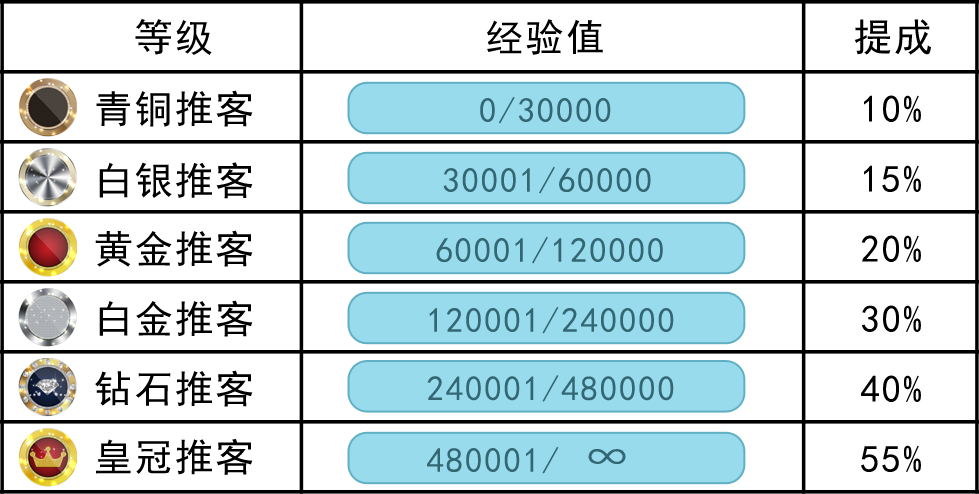 等级 经验值 提成
青铜推客 0/30000 10%
白银推客 30001/60000 15%
黄金推客 60001/120000 20%
白金推客 120001/240000 30%
钻石推客 240001/480000 40%
皇冠推客 480001/ ∞ 55%